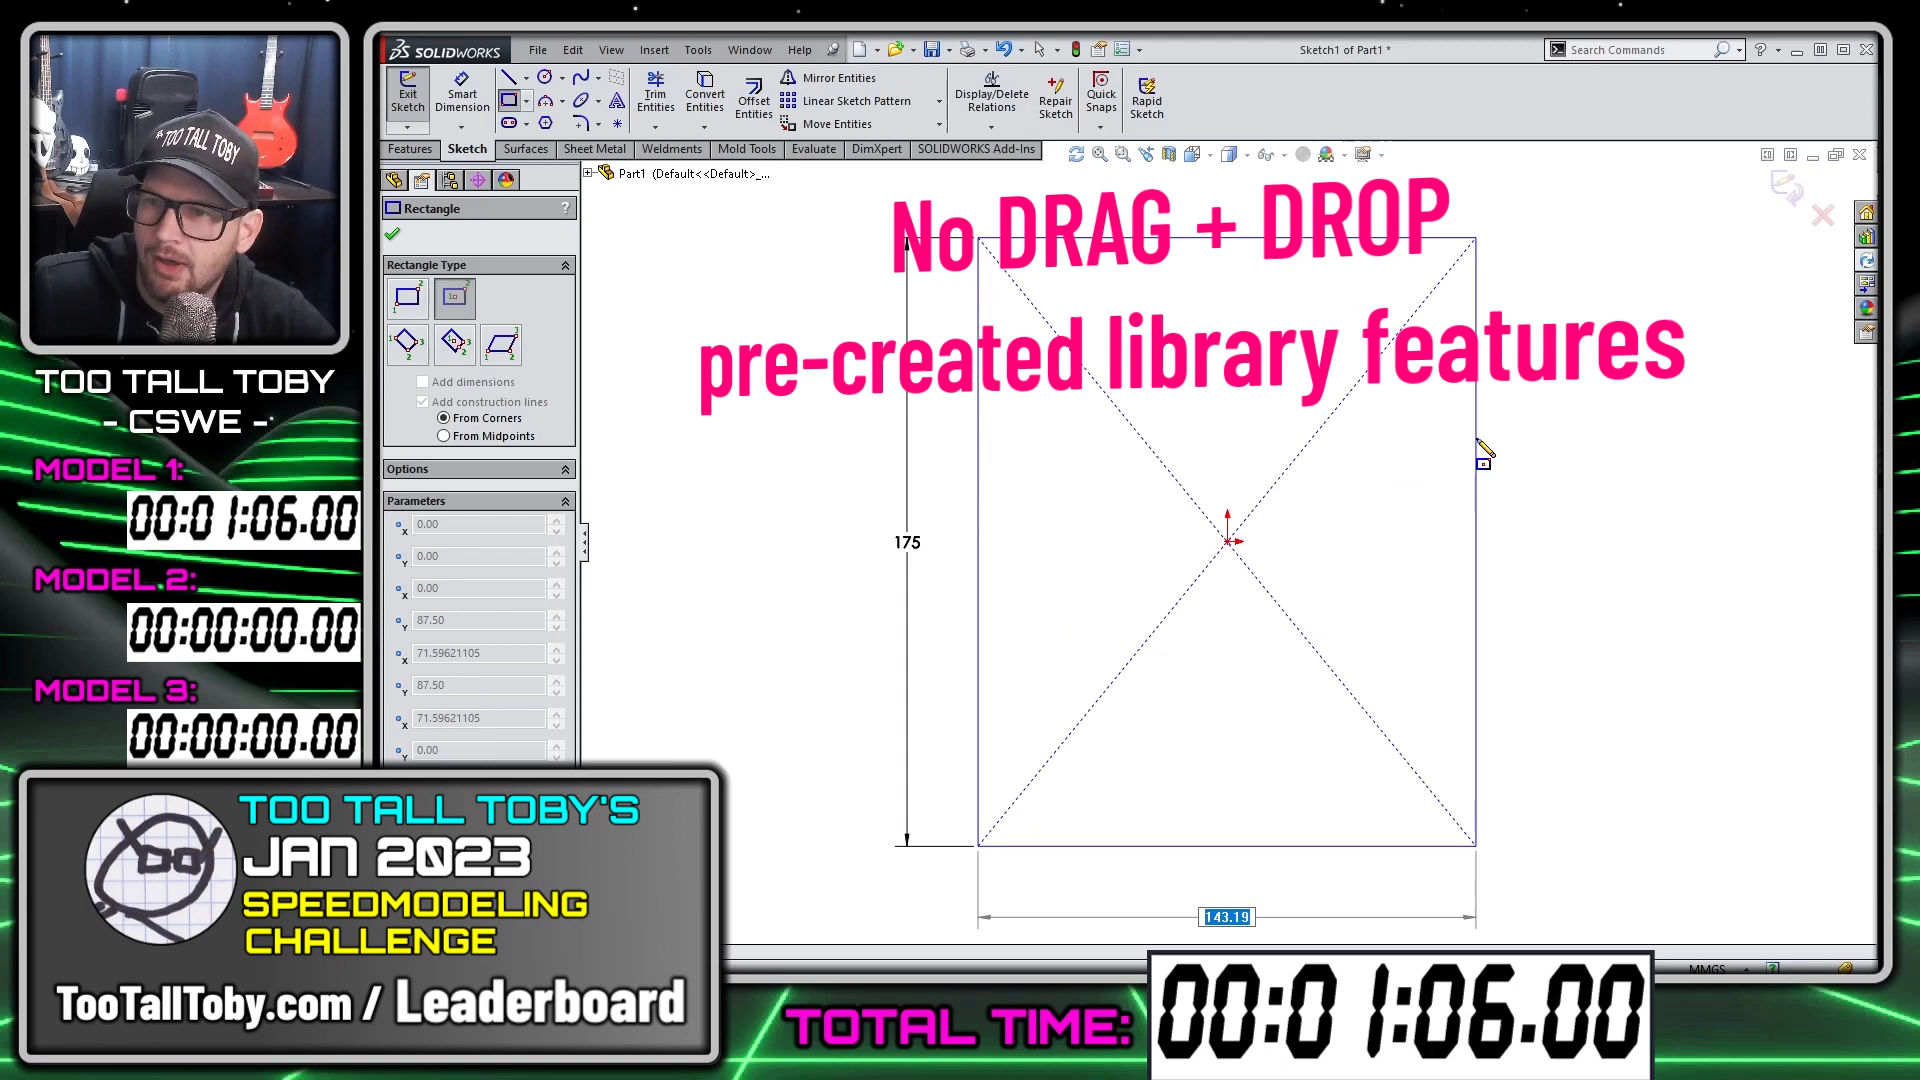 SOLIDWORKS
File Edit View Insert Tools Window Help
Sketch1 of Part1 *
Search Commands
Exit Sketch
Smart Dimension
Trim Entities
Convert Entities
Offset Entities
Mirror Entities
Linear Sketch Pattern
Move Entities
Display/Delete Relations
Repair Sketch
Quick Snaps
Rapid Sketch
Features Sketch Surfaces Sheet Metal Weldments Mold Tools Evaluate DimXpert SOLIDWORKS Add-Ins
Part1 (Default<<Default>_...
Rectangle
?
Rectangle Type
Add dimensions
Add construction lines
From Corners
From Midpoints
Options
Parameters
x 0.00
Y 0.00
x 0.00
Y 87.50
x 71.59621105
Y 87.50
x 71.59621105
Y 0.00
No DRAG + DROP
pre-created library features
175
143.19
MMGS
# TOO TALL TOBY
TOO TALL TOBY
- CSWE -
MODEL 1:
00:01:06.00
MODEL 2:
00:00:00.00
MODEL 3:
00:00:00.00
TOO TALL TOBY'S
JAN 2023
SPEEDMODELING
CHALLENGE
TooTallToby.com / Leaderboard
TOTAL TIME:
00:01:06.00